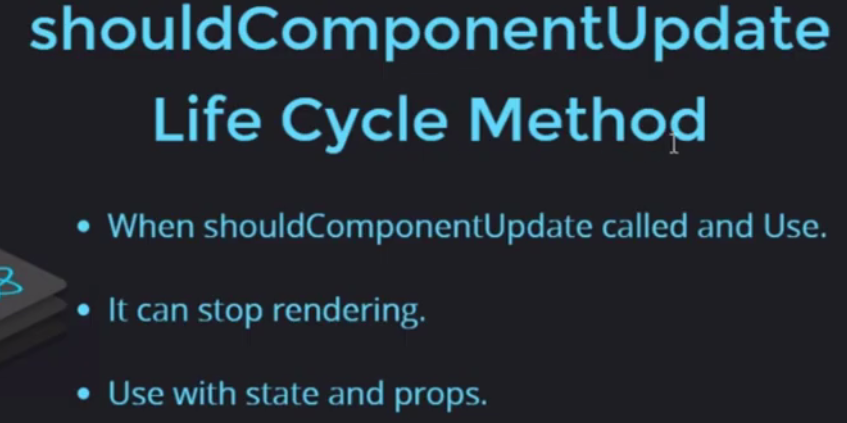 shouldComponentUpdate
Life Cycle Method
• When shouldComponentUpdate called and Use.
• It can stop rendering.
• Use with state and props.